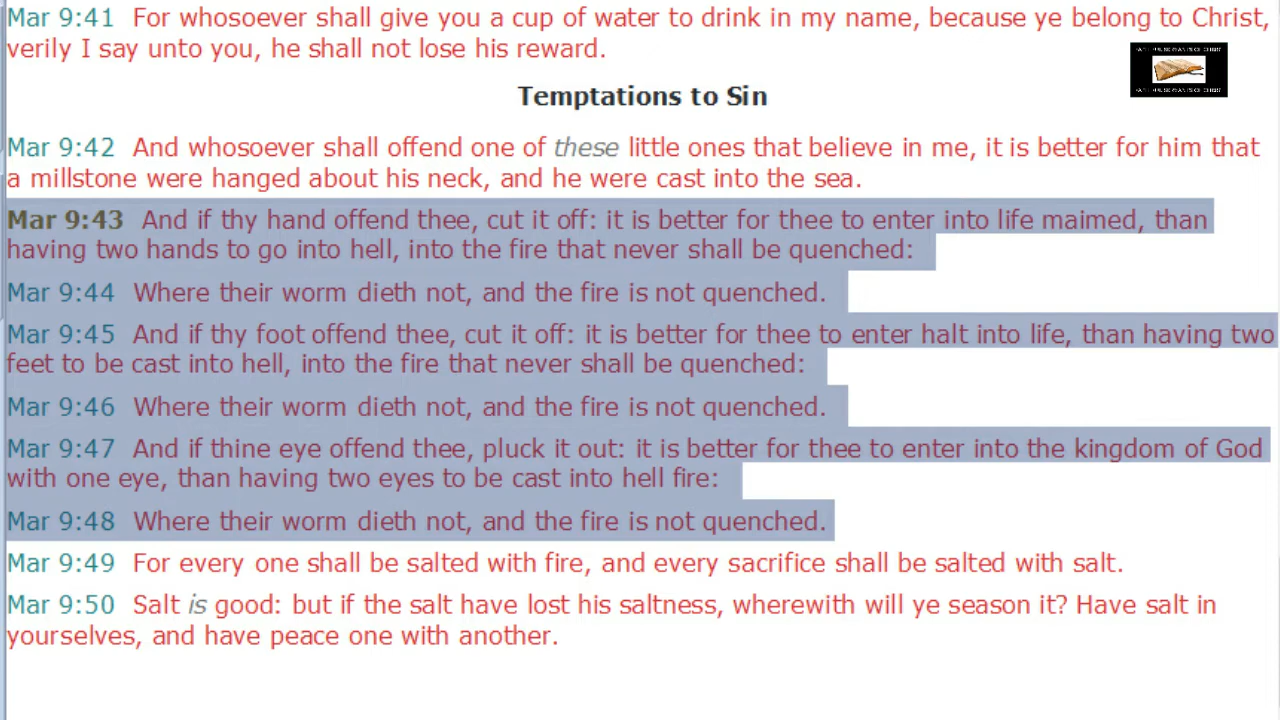 Mar 9:41 For whosoever shall give you a cup of water to drink in my name, because ye belong to Christ,
verily I say unto you, he shall not lose his reward.
Temptations to Sin
Mar 9:42 And whosoever shall offend one of these little ones that believe in me, it is better for him that
a millstone were hanged about his neck, and he were cast into the sea.
Mar 9:43 And if thy hand offend thee, cut it off: it is better for thee to enter into life maimed, than
having two hands to go into hell, into the fire that never shall be quenched:
Mar 9:44 Where their worm dieth not, and the fire is not quenched.
Mar 9:45 And if thy foot offend thee, cut it off: it is better for thee to enter halt into life, than having two
feet to be cast into hell, into the fire that never shall be quenched:
Mar 9:46 Where their worm dieth not, and the fire is not quenched.
Mar 9:47 And if thine eye offend thee, pluck it out: it is better for thee to enter into the kingdom of God
with one eye, than having two eyes to be cast into hell fire:
Mar 9:48 Where their worm dieth not, and the fire is not quenched.
Mar 9:49 For every one shall be salted with fire, and every sacrifice shall be salted with salt.
Mar 9:50 Salt is good: but if the salt have lost his saltness, wherewith will ye season it? Have salt in
yourselves, and have peace one with another.